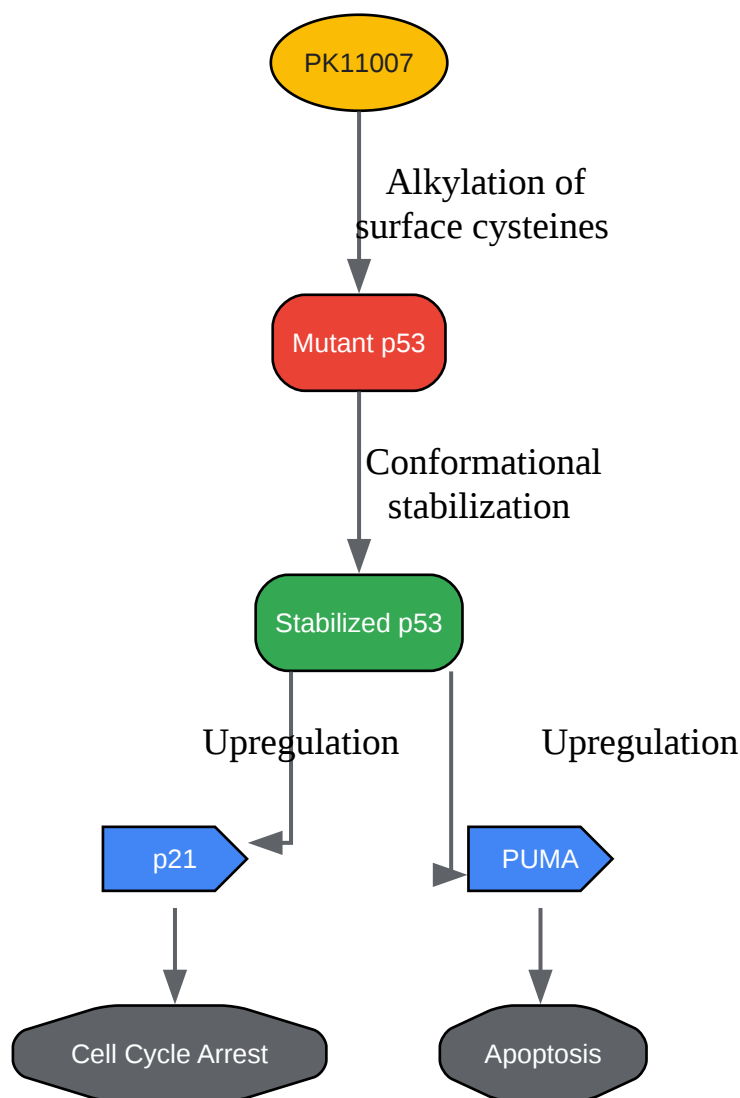 PK11007
Alkylation of
surface cysteines
Mutant p53
Conformational
stabilization
Stabilized p53
Upregulation
Upregulation
p21
PUMA
Cell Cycle Arrest
Apoptosis